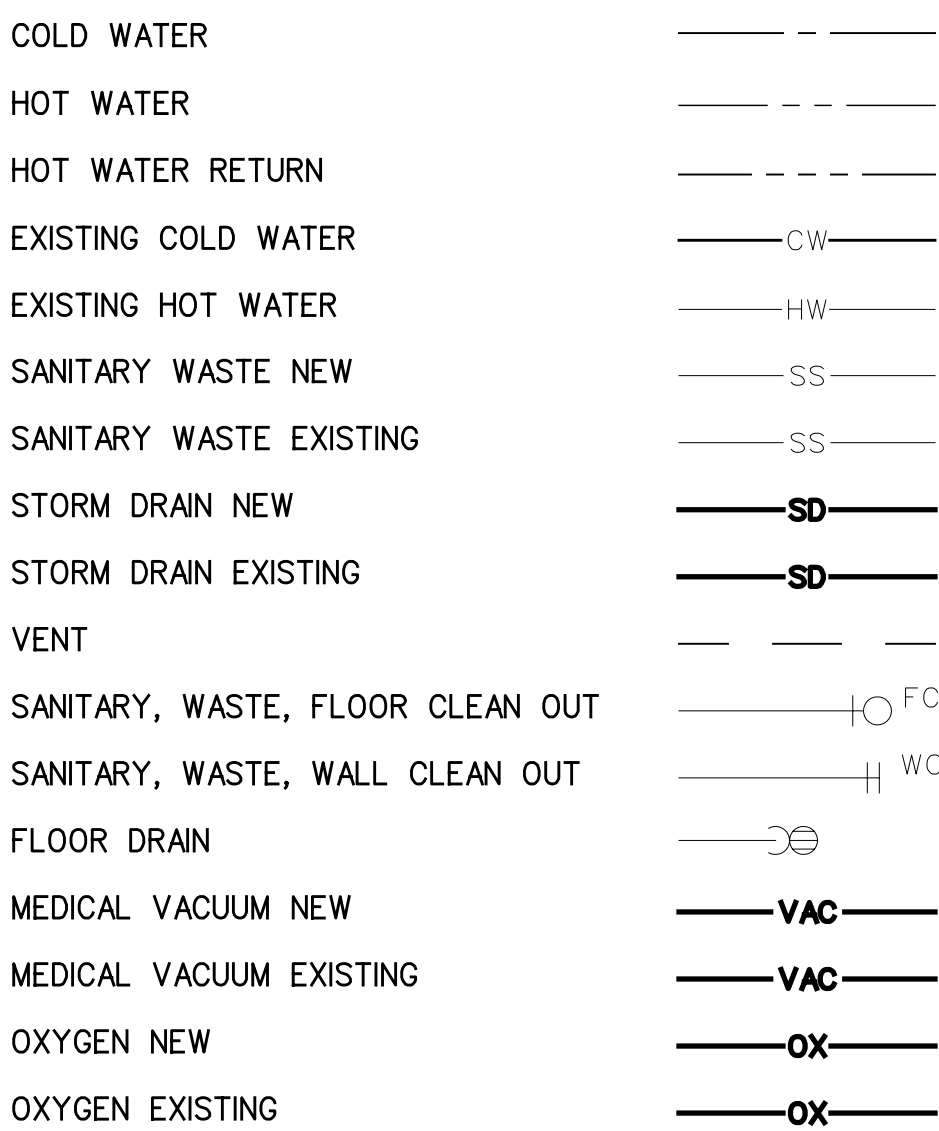 COLD WATER
HOT WATER
HOT WATER RETURN
EXISTING COLD WATER CW
EXISTING HOT WATER HW
SANITARY WASTE NEW SS
SANITARY WASTE EXISTING SS
STORM DRAIN NEW SD
STORM DRAIN EXISTING SD
VENT
SANITARY, WASTE, FLOOR CLEAN OUT FC
SANITARY, WASTE, WALL CLEAN OUT WC
FLOOR DRAIN
MEDICAL VACUUM NEW VAC
MEDICAL VACUUM EXISTING VAC
OXYGEN NEW OX
OXYGEN EXISTING OX